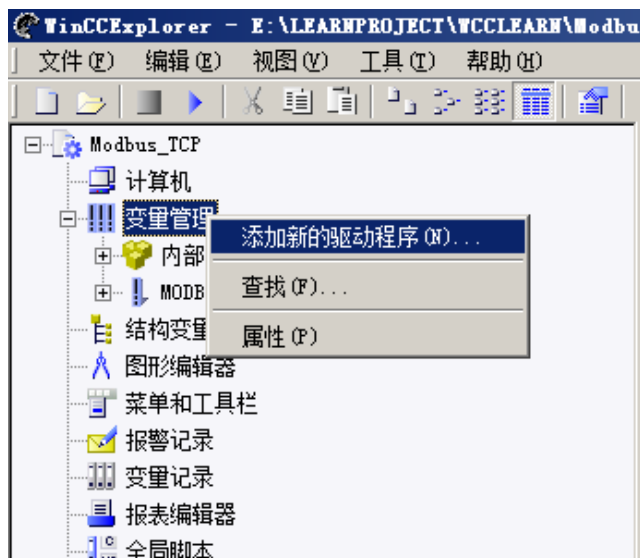 WinCCExplorer - E:\LEARNPROJECT\WCCLEARN\Modbu
文件(F) 编辑(E) 视图(V) 工具(T) 帮助(H)
Modbus_TCP
计算机
变量管理
添加新的驱动程序(N)...
内部
查找(F)...
MODB
结构变量
属性(P)
图形编辑器
菜单和工具栏
报警记录
变量记录
报表编辑器
全局脚本